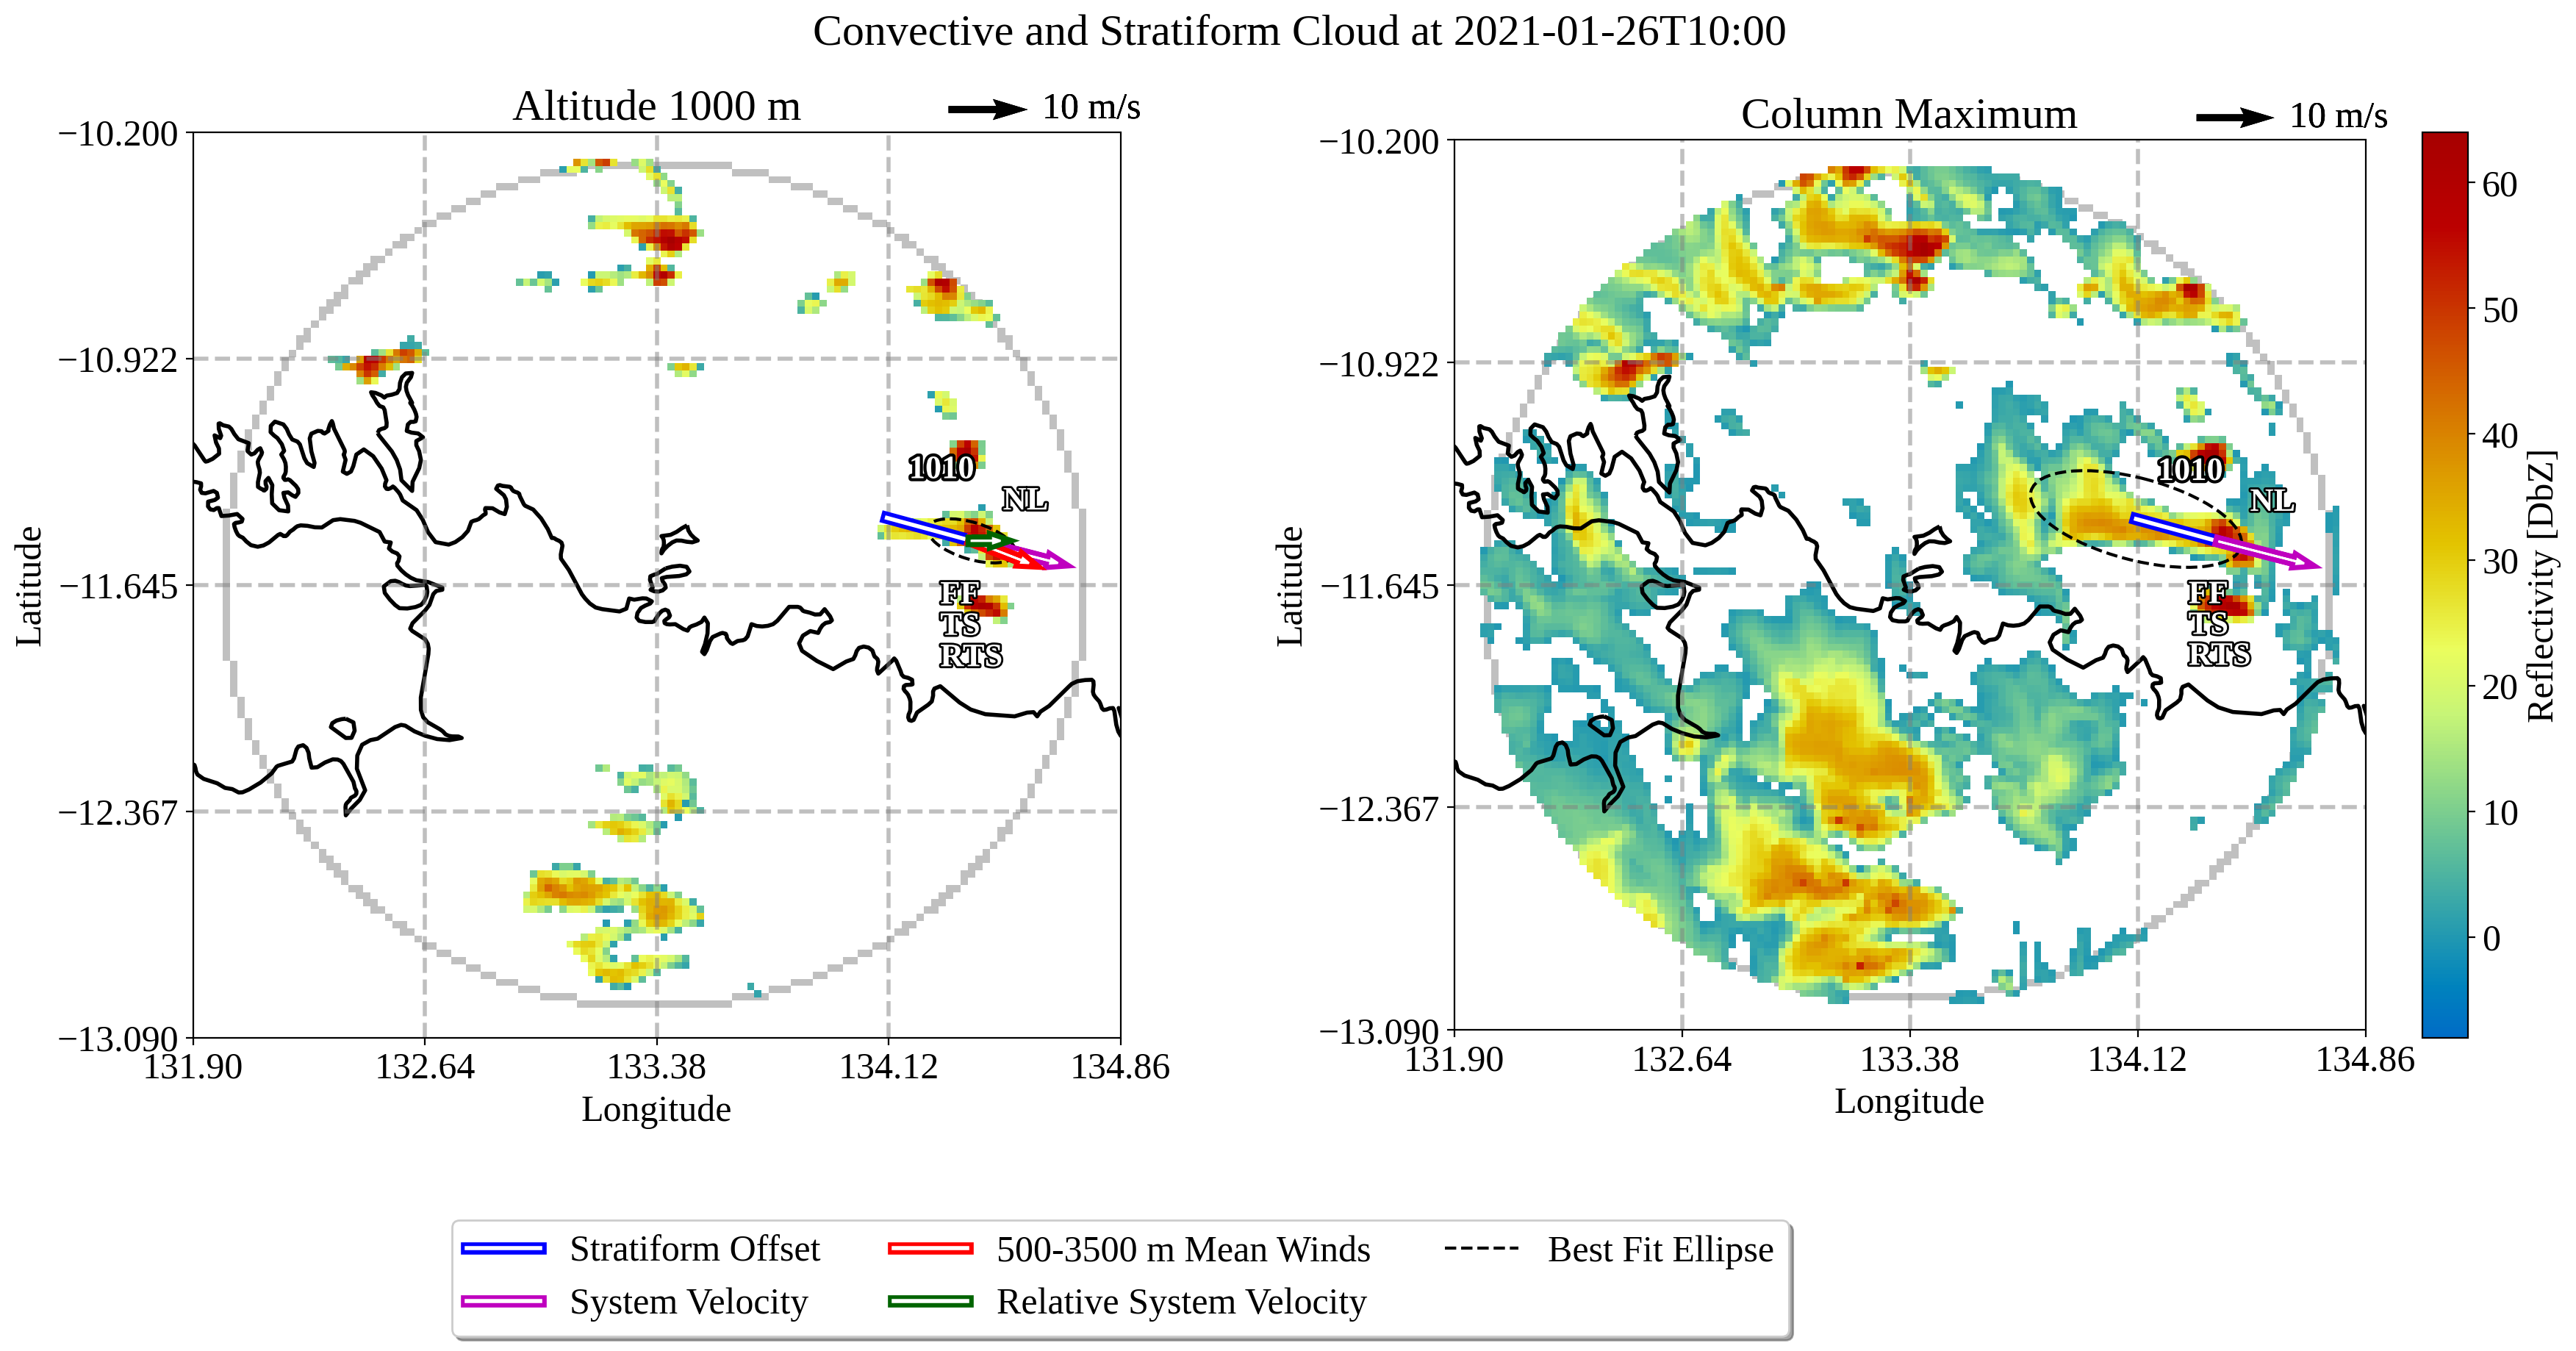 Convective and Stratiform Cloud at 2021-01-26T10:00
Altitude 1000 m
10 m/s
−10.200
−10.922
−11.645
−12.367
−13.090
131.90
132.64
133.38
134.12
134.86
Latitude
Longitude
1010
NL
FF
TS
RTS
Column Maximum
10 m/s
−10.200
−10.922
−11.645
−12.367
−13.090
131.90
132.64
133.38
134.12
134.86
Latitude
Longitude
1010
NL
FF
TS
RTS
60
50
40
30
20
10
0
Reflectivity [DbZ]
Stratiform Offset
500-3500 m Mean Winds
Best Fit Ellipse
System Velocity
Relative System Velocity